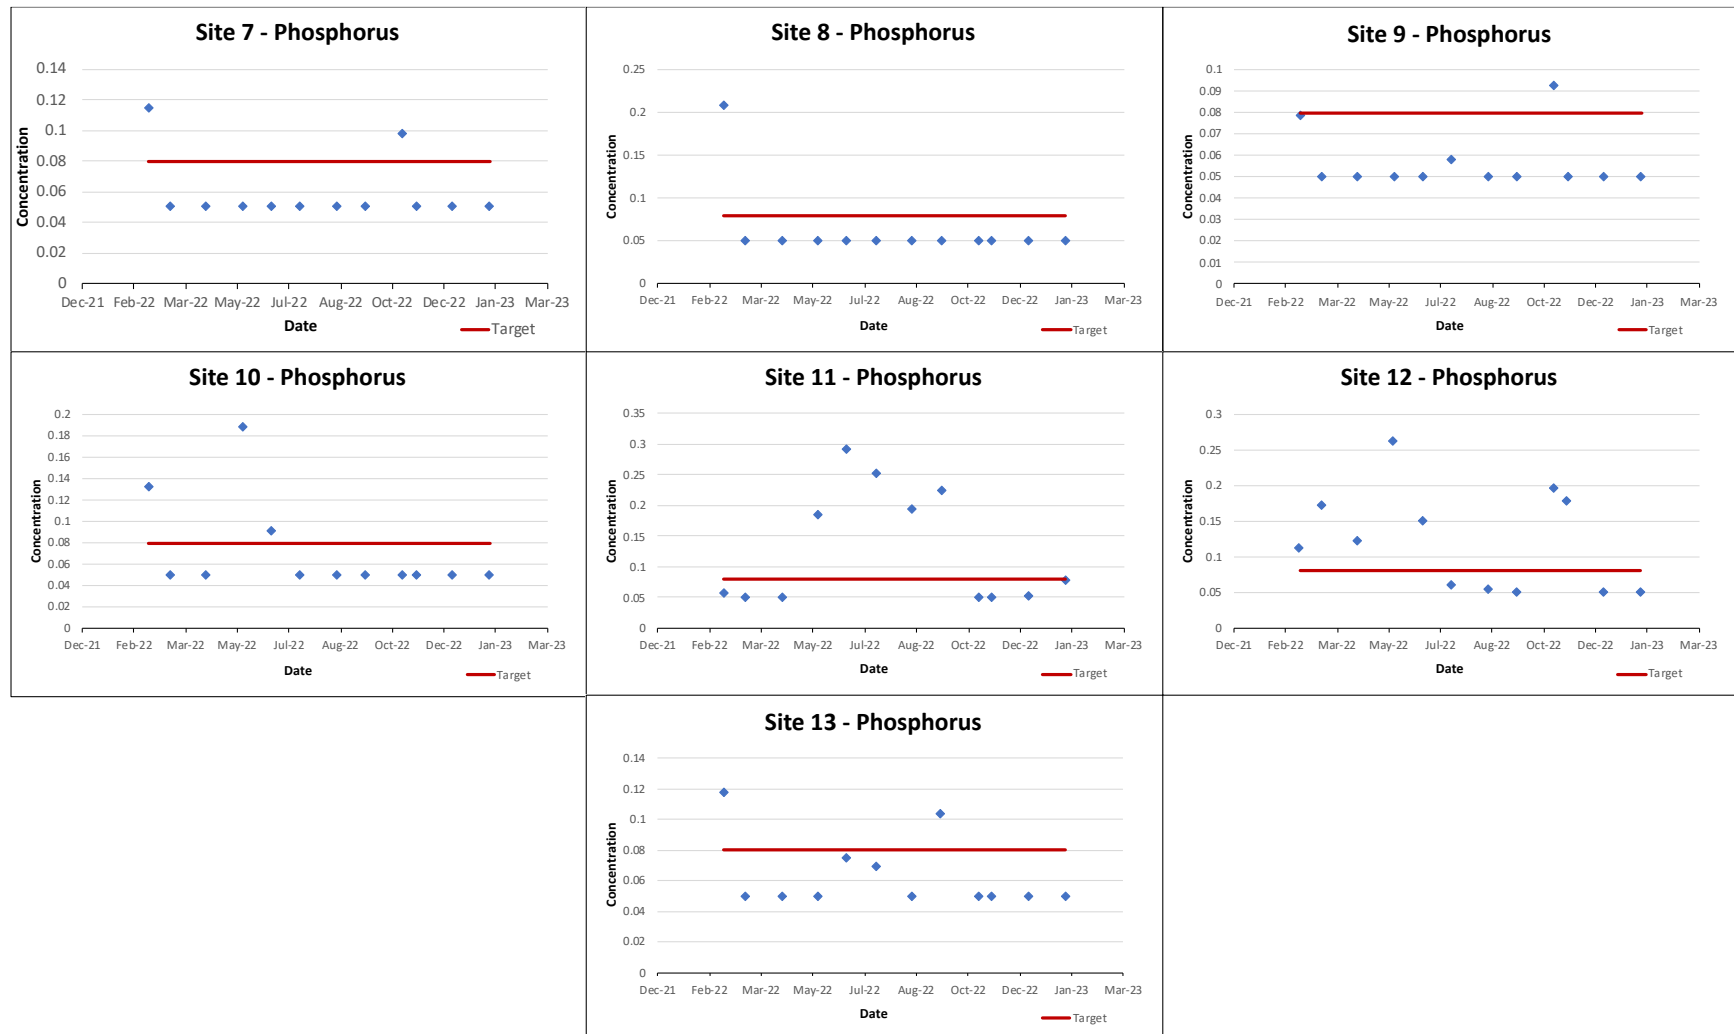 Site 7 - Phosphorus
0.14
0.12
0.1
0.08
0.06
0.04
0.02
0
Concentration
Dec-21 Feb-22 Mar-22 May-22 Jul-22 Aug-22 Oct-22 Dec-22 Jan-23 Mar-23
Date
Target
Site 8 - Phosphorus
0.25
0.2
0.15
0.1
0.05
0
Concentration
Dec-21 Feb-22 Mar-22 May-22 Jul-22 Aug-22 Oct-22 Dec-22 Jan-23 Mar-23
Date
Target
Site 9 - Phosphorus
0.1
0.09
0.08
0.07
0.06
0.05
0.04
0.03
0.02
0.01
0.01
Concentration
Dec-21 Feb-22 Mar-22 May-22 Jul-22 Aug-22 Oct-22 Dec-22 Jan-23 Mar-23
Date
Target
Site 10 - Phosphorus
0.2
0.18
0.16
0.14
0.12
0.1
0.08
0.06
0.04
0.02
0
Concentration
Dec-21 Feb-22 Mar-22 May-22 Jul-22 Aug-22 Oct-22 Dec-22 Jan-23 Mar-23
Date
Target
Site 11 - Phosphorus
0.35
0.3
0.25
0.2
0.15
0.1
0.05
0
Concentration
Dec-21 Feb-22 Mar-22 May-22 Jul-22 Aug-22 Oct-22 Dec-22 Jan-23 Mar-23
Date
Target
Site 12 - Phosphorus
0.3
0.25
0.2
0.15
0.1
0.05
0
Concentration
Dec-21 Feb-22 Mar-22 May-22 Jul-22 Aug-22 Oct-22 Dec-22 Jan-23 Mar-23
Date
Target
Site 13 - Phosphorus
0.14
0.12
0.1
0.08
0.06
0.04
0.02
0
Concentration
Dec-21 Feb-22 Mar-22 May-22 Jul-22 Aug-22 Oct-22 Dec-22 Jan-23 Mar-23
Date
Target